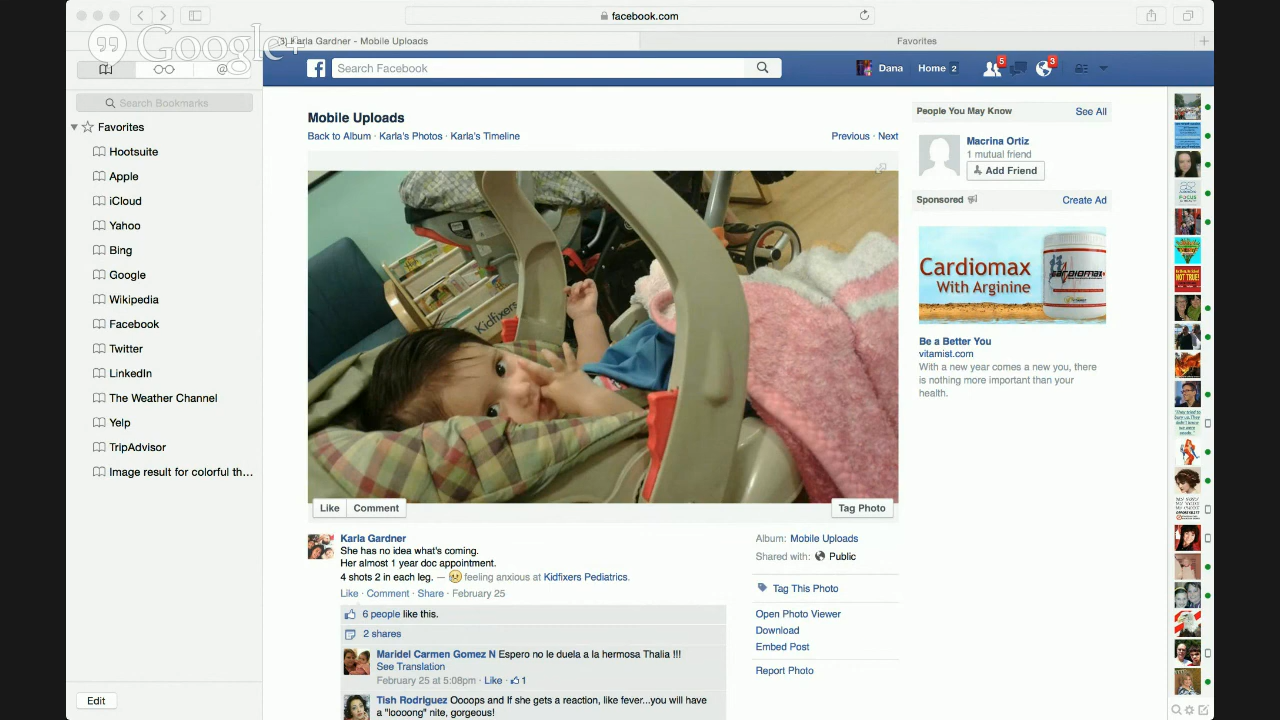 facebook.com
Google+
3) Karla Gardner - Mobile Uploads
Favorites
@
Search Facebook
Dana
Home 2
5
3
Search Bookmarks
Favorites
Hootsuite
Apple
iCloud
Yahoo
Bing
Google
Wikipedia
Facebook
Twitter
LinkedIn
The Weather Channel
Yelp
TripAdvisor
Image result for colorful th…
Edit
Mobile Uploads
Back to Album · Karla's Photos · Karla's Timeline
Previous · Next
Kidfixers
Like
Comment
Tag Photo
Karla Gardner
She has no idea what's coming.
Her almost 1 year doc appointment.
4 shots 2 in each leg. — feeling anxious at Kidfixers Pediatrics.
Like · Comment · Share · February 25
6 people like this.
2 shares
Maridel Carmen Gomez N Espero no le duela a la hermosa Thalia !!!
See Translation
February 25 at 5:08pm · Like · 1
Tish Rodriguez Oooops and If she gets a reaction, like fever...you will have
a "loooong" nite, gorgeous!
Album: Mobile Uploads
Shared with: Public
Tag This Photo
Open Photo Viewer
Download
Embed Post
Report Photo
People You May Know
See All
Macrina Ortiz
1 mutual friend
Add Friend
Sponsored
Create Ad
Cardiomax
With Arginine
Be a Better You
vitamist.com
With a new year comes a new you, there
is nothing more important than your
health.
NOT TRUE!